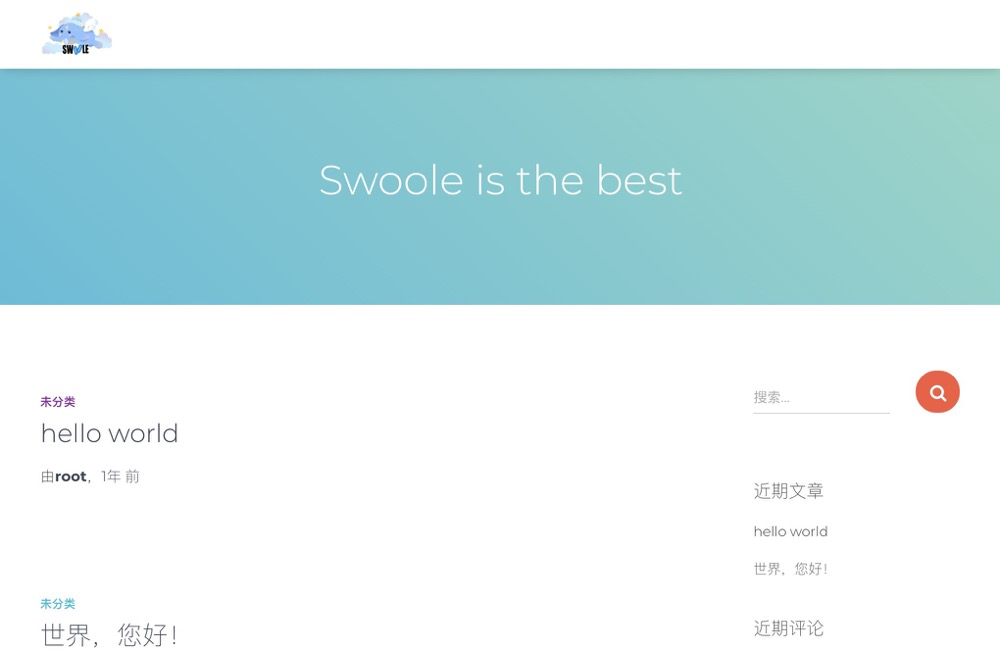 SWOOLE
Swoole is the best
未分类
hello world
由root，1年 前
未分类
世界，您好！
搜索…
近期文章
hello world
世界，您好！
近期评论